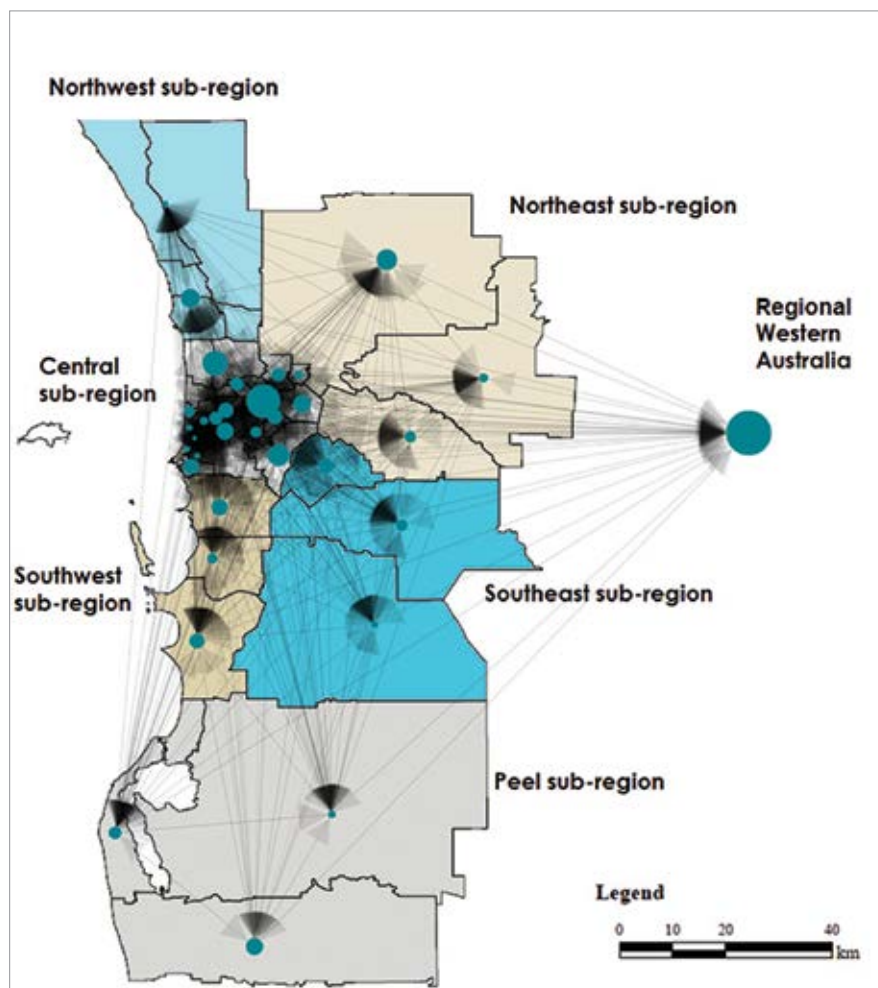 Northwest sub-region
Northeast sub-region
Regional
Western
Australia
Central
sub-region
Southwest
sub-region
Southeast sub-region
Peel sub-region
Legend
0 10 20 40
km